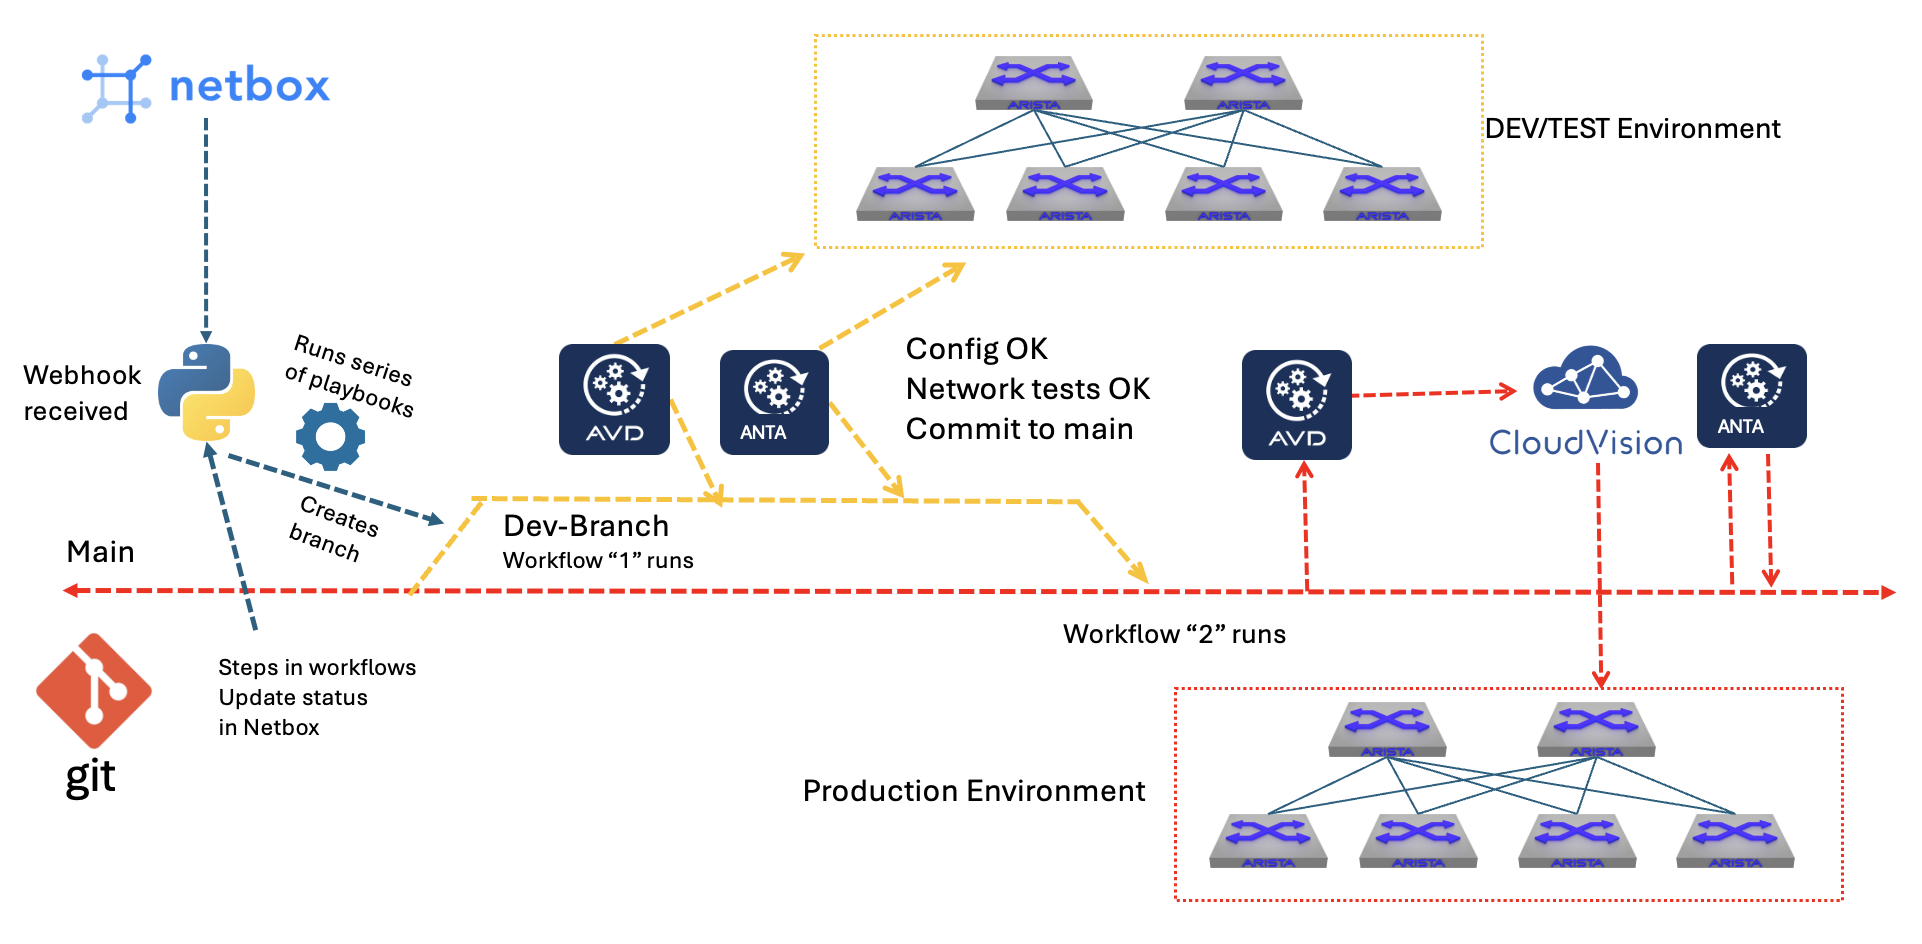 netbox
ARISTA
ARISTA
DEV/TEST Environment
ARISTA
ARISTA
ARISTA
ARISTA
Webhook
received
Runs series
of playbooks
AVD
ANTA
Config OK
Network tests OK
Commit to main
AVD
CloudVision
ANTA
Creates
branch
Dev-Branch
Workflow “1” runs
Main
Workflow “2” runs
Steps in workflows
Update status
in Netbox
git
Production Environment
ARISTA
ARISTA
ARISTA
ARISTA
ARISTA
ARISTA